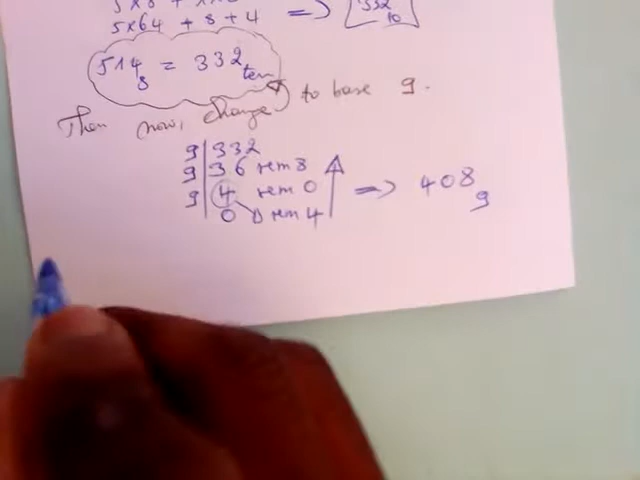 5x64 + 8 + 4 => 332
10
514
8 = 332 ten
Then now, change to base 9.
9 332
9 36 rem 8
9 4 rem 0
0 rem 4
=> 408
9